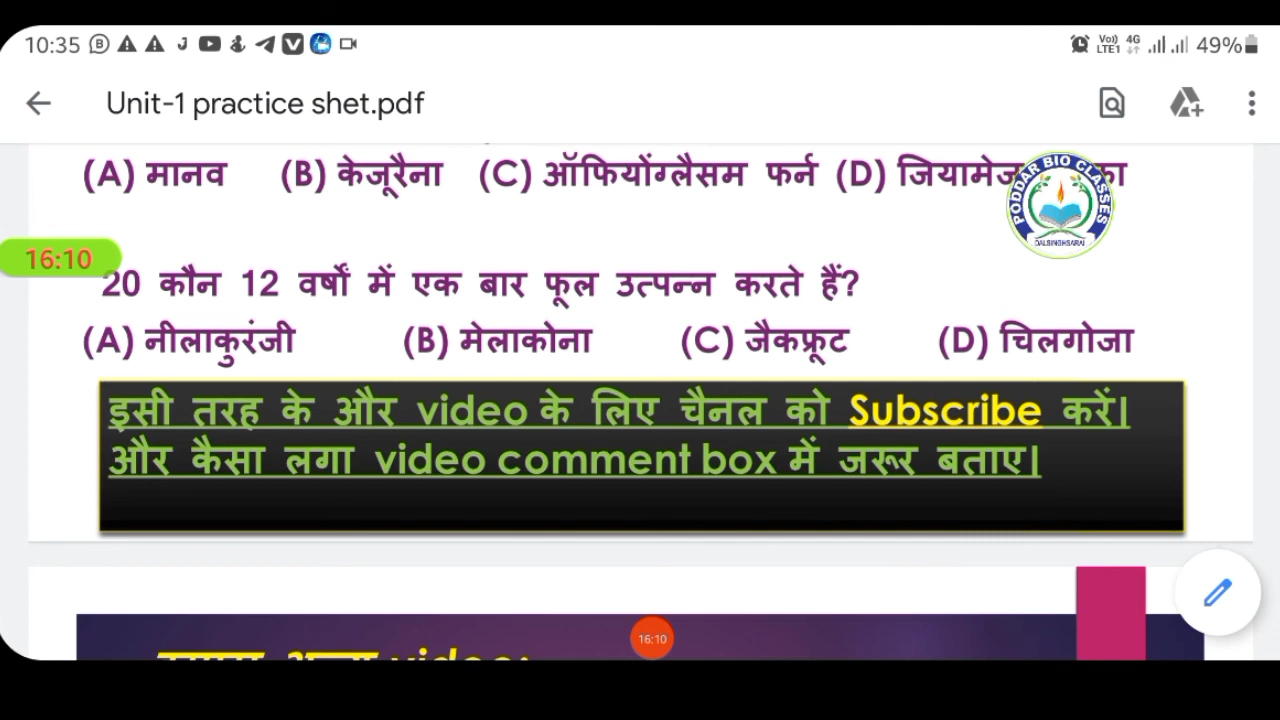 10:35 49%
Unit-1 practice shet.pdf
(A) मानव (B) केजूरैना (C) ऑफियोंग्लैसम फर्न (D)
PODDAR BIO CLASSES
DALSINGHSARAI
16:10
20 कौन 12 वर्षों में एक बार फूल उत्पन्न करते हैं?
(A) नीलाकुरंजी (B) मेलाकोना (C) जैकफ्रूट (D) चिलगोजा
इसी तरह के और video के लिए चैनल को Subscribe करें।
और कैसा लगा video comment box में जरूर बताए।
16:10
video: